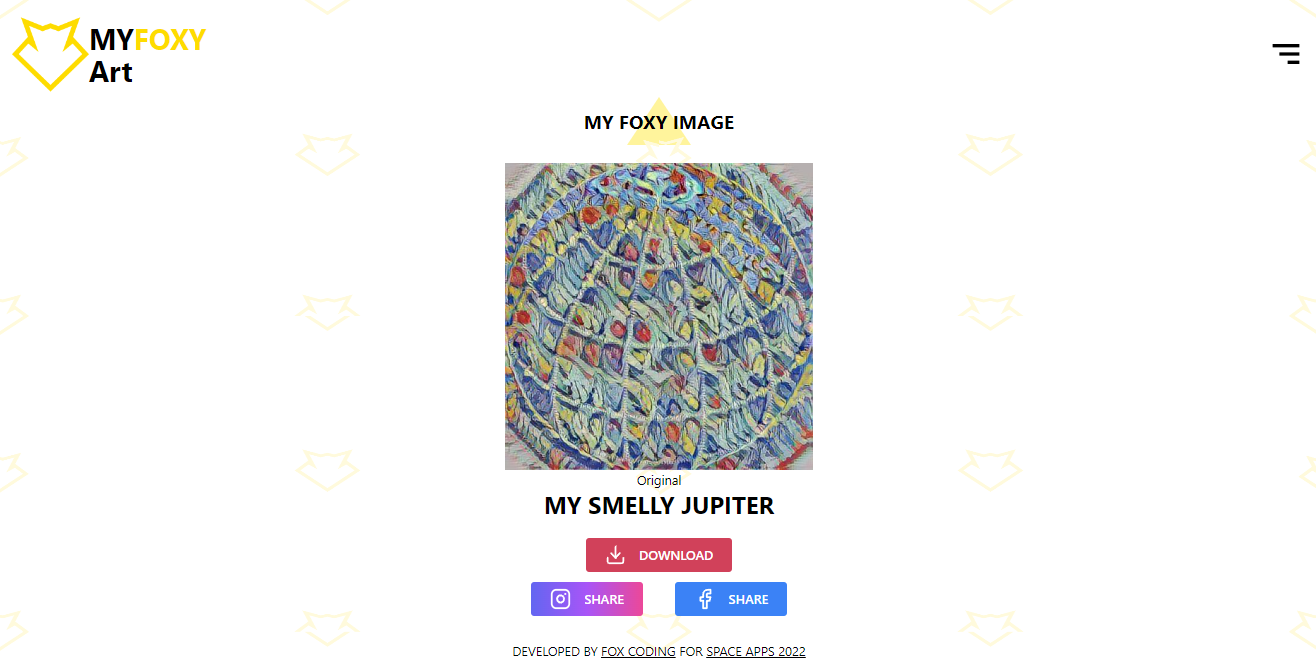 MYFOXY
Art
MY FOXY IMAGE
Original
MY SMELLY JUPITER
DOWNLOAD
SHARE SHARE
DEVELOPED BY FOX CODING FOR SPACE APPS 2022